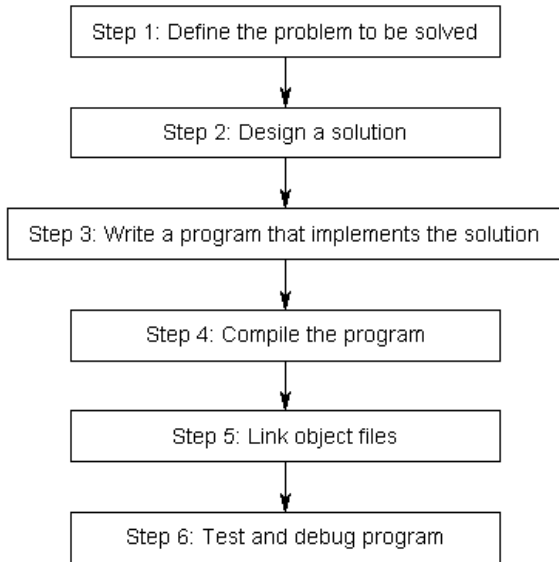 Step 1: Define the problem to be solved
Step 2: Design a solution
Step 3: Write a program that implements the solution
Step 4: Compile the program
Step 5: Link object files
Step 6: Test and debug program